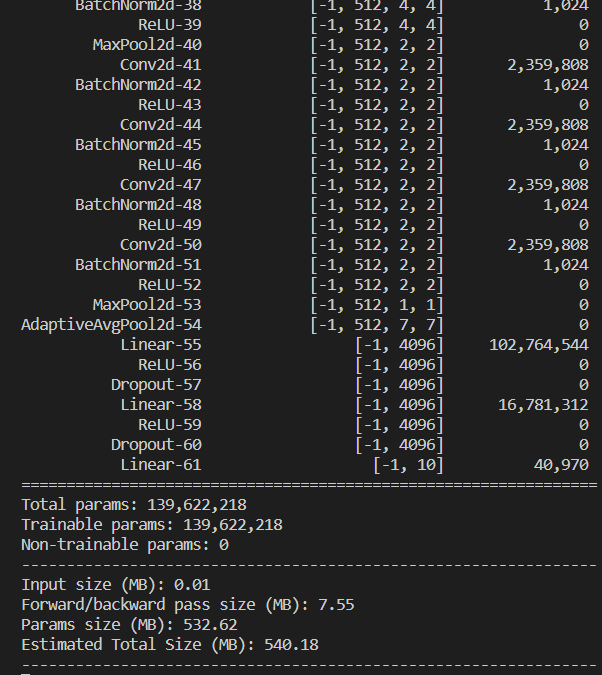 BatchNorm2d-38 [-1, 512, 4, 4] 1,024
ReLU-39 [-1, 512, 4, 4] 0
MaxPool2d-40 [-1, 512, 2, 2] 0
Conv2d-41 [-1, 512, 2, 2] 2,359,808
BatchNorm2d-42 [-1, 512, 2, 2] 1,024
ReLU-43 [-1, 512, 2, 2] 0
Conv2d-44 [-1, 512, 2, 2] 2,359,808
BatchNorm2d-45 [-1, 512, 2, 2] 1,024
ReLU-46 [-1, 512, 2, 2] 0
Conv2d-47 [-1, 512, 2, 2] 2,359,808
BatchNorm2d-48 [-1, 512, 2, 2] 1,024
ReLU-49 [-1, 512, 2, 2] 0
Conv2d-50 [-1, 512, 2, 2] 2,359,808
BatchNorm2d-51 [-1, 512, 2, 2] 1,024
ReLU-52 [-1, 512, 2, 2] 0
MaxPool2d-53 [-1, 512, 1, 1] 0
AdaptiveAvgPool2d-54 [-1, 512, 7, 7] 0
Linear-55 [-1, 4096] 102,764,544
ReLU-56 [-1, 4096] 0
Dropout-57 [-1, 4096] 0
Linear-58 [-1, 4096] 16,781,312
ReLU-59 [-1, 4096] 0
Dropout-60 [-1, 4096] 0
Linear-61 [-1, 10] 40,970
================================================================
Total params: 139,622,218
Trainable params: 139,622,218
Non-trainable params: 0
----------------------------------------------------------------
Input size (MB): 0.01
Forward/backward pass size (MB): 7.55
Params size (MB): 532.62
Estimated Total Size (MB): 540.18
----------------------------------------------------------------